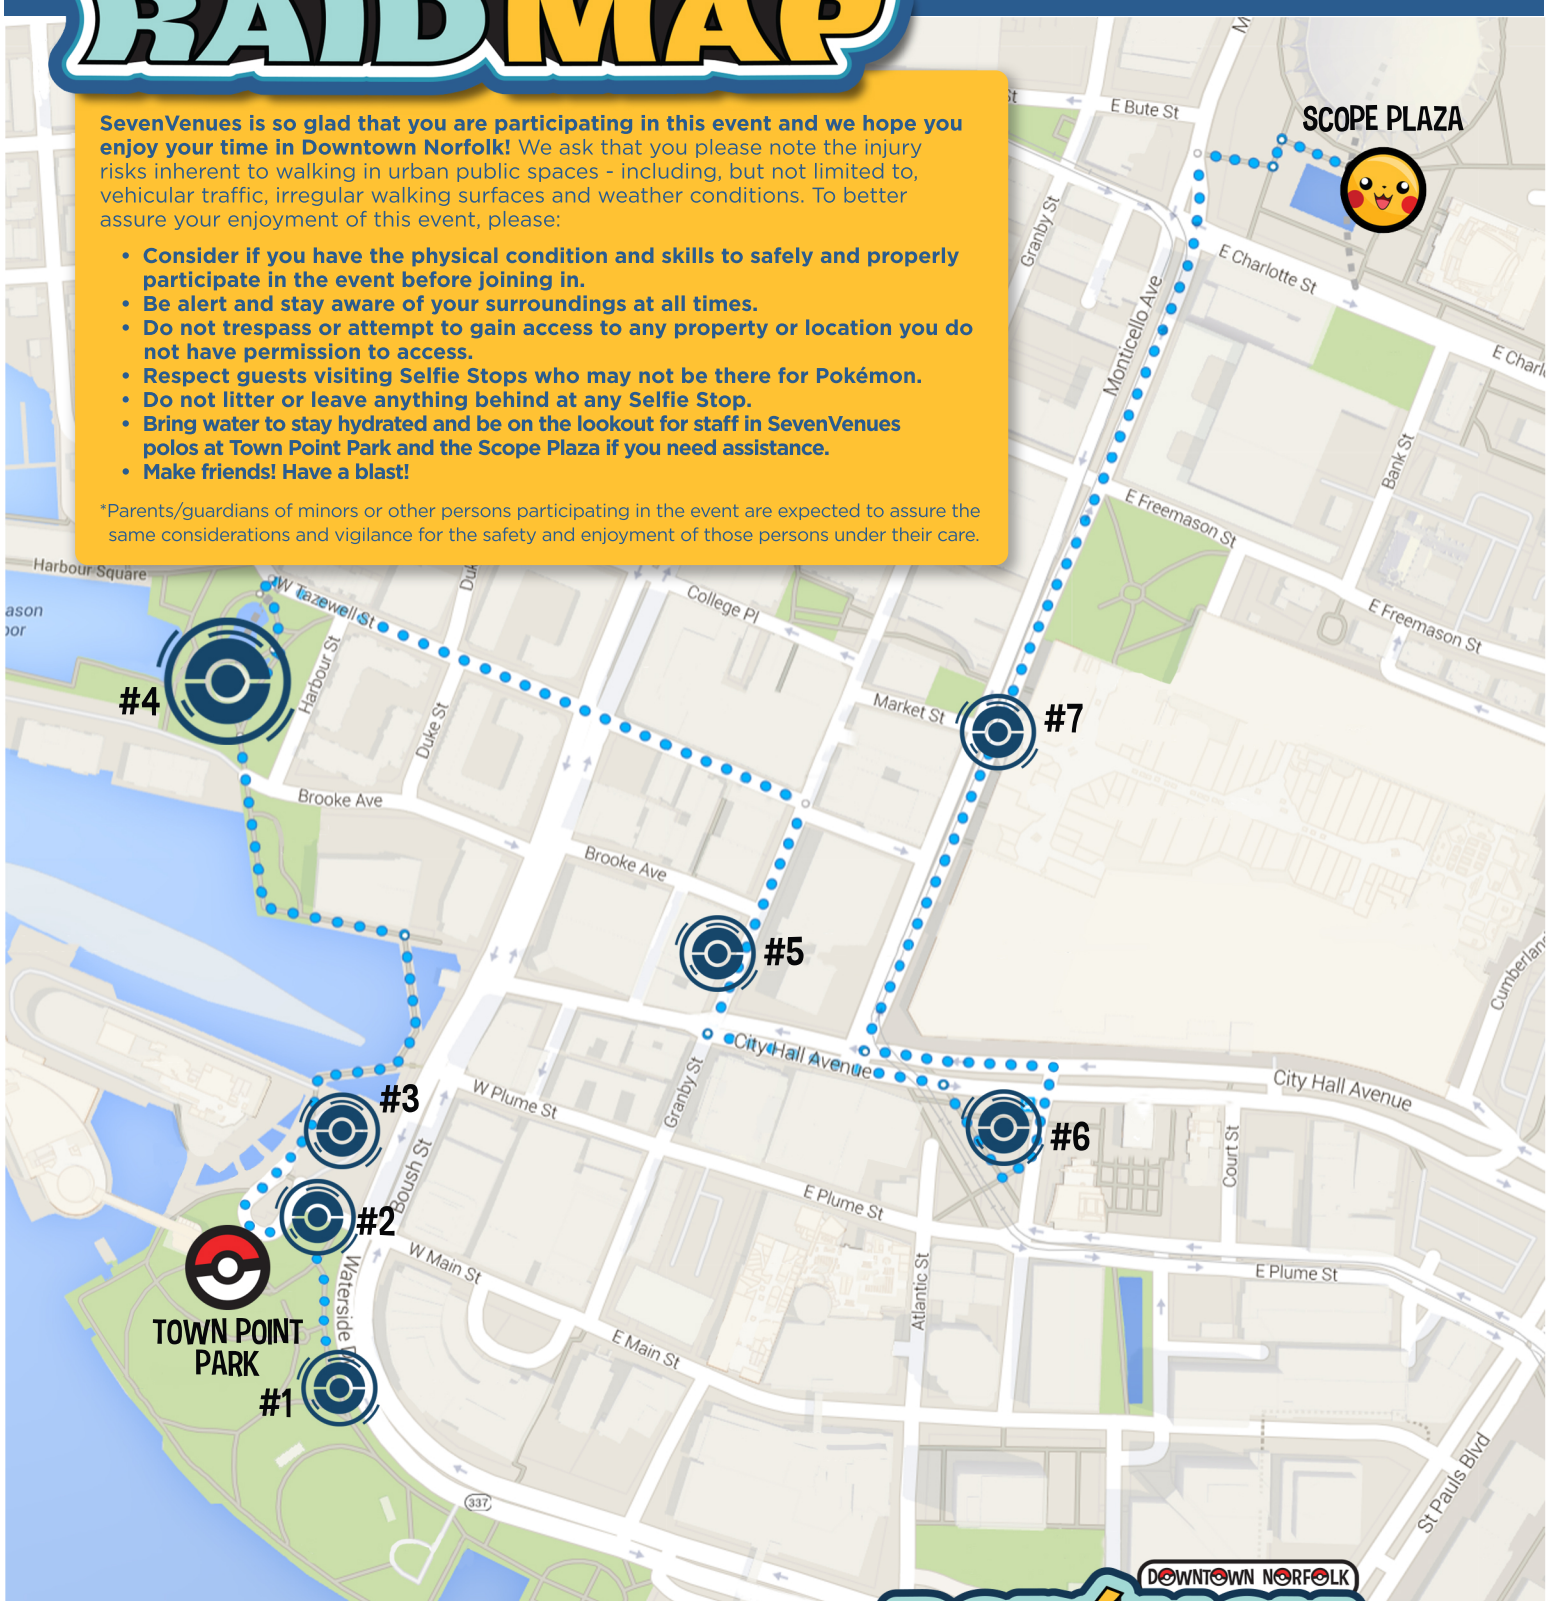 RAID MAP
SevenVenues is so glad that you are participating in this event and we hope you
enjoy your time in Downtown Norfolk! We ask that you please note the injury
risks inherent to walking in urban public spaces - including, but not limited to,
vehicular traffic, irregular walking surfaces and weather conditions. To better
assure your enjoyment of this event, please:
• Consider if you have the physical condition and skills to safely and properly
participate in the event before joining in.
• Be alert and stay aware of your surroundings at all times.
• Do not trespass or attempt to gain access to any property or location you do
not have permission to access.
• Respect guests visiting Selfie Stops who may not be there for Pokémon.
• Do not litter or leave anything behind at any Selfie Stop.
• Bring water to stay hydrated and be on the lookout for staff in SevenVenues
polos at Town Point Park and the Scope Plaza if you need assistance.
• Make friends! Have a blast!
*Parents/guardians of minors or other persons participating in the event are expected to assure the
same considerations and vigilance for the safety and enjoyment of those persons under their care.
St
E Bute St
SCOPE PLAZA
Granby St
E Charlotte St
Monticello Ave
E Charl
Bank St
E Freemason St
E Freemason St
Harbour Square
ason
W Tazewell St
College Pl
Harbour St
Duke St
Market St
#4
#7
Brooke Ave
Brooke Ave
#5
Cumberlan
City Hall Avenue
City Hall Avenue
W Plume St
Granby St
#3
#6
Court St
Boush St
#2
E Plume St
W Main St
Atlantic St
E Plume St
Waterside D
TOWN POINT
PARK
E Main St
#1
337
St Pauls Blvd
DOWNTOWN NORFOLK